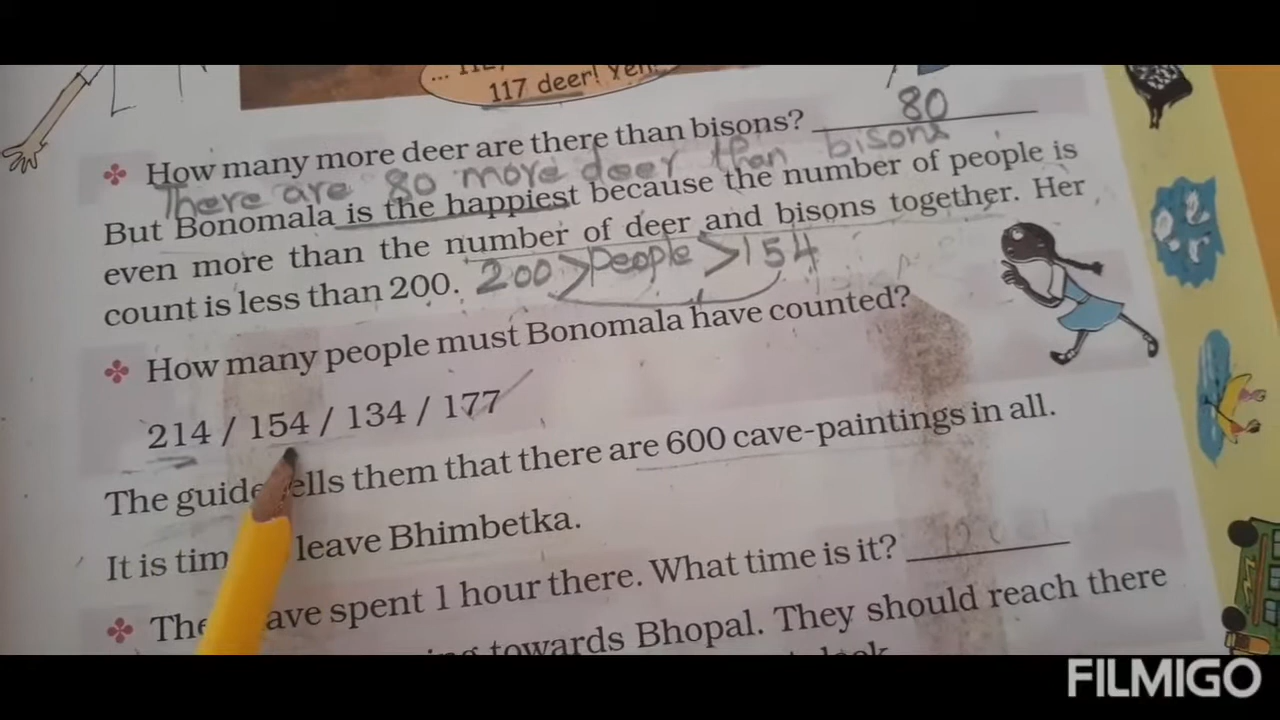 117 deer! Yeh
❖ How many more deer are there than bisons? 80
There are 80 more deer than bisons
But Bonomala is the happiest because the number of people is
even more than the number of deer and bisons together. Her
count is less than 200. 200>People>154
❖ How many people must Bonomala have counted?
214 / 154 / 134 / 177
The guide ells them that there are 600 cave-paintings in all.
It is tim leave Bhimbetka.
❖ The ave spent 1 hour there. What time is it?
towards Bhopal. They should reach there
FILMIGO